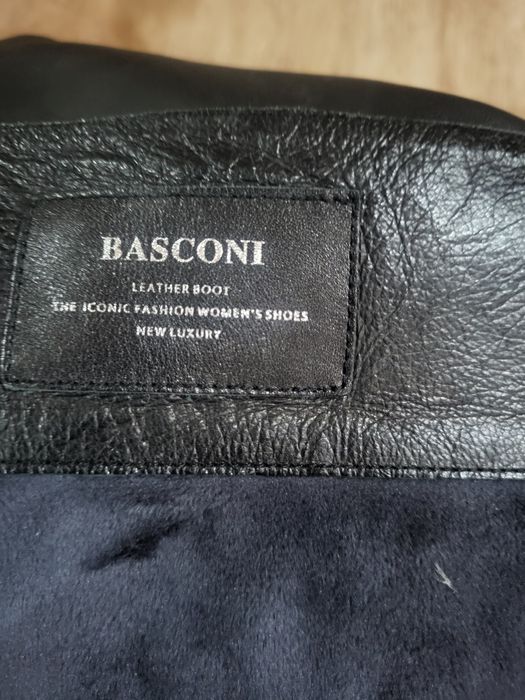 BASCONI
LEATHER BOOT
THE ICONIC FASHION WOMEN'S SHOES
NEW LUXURY